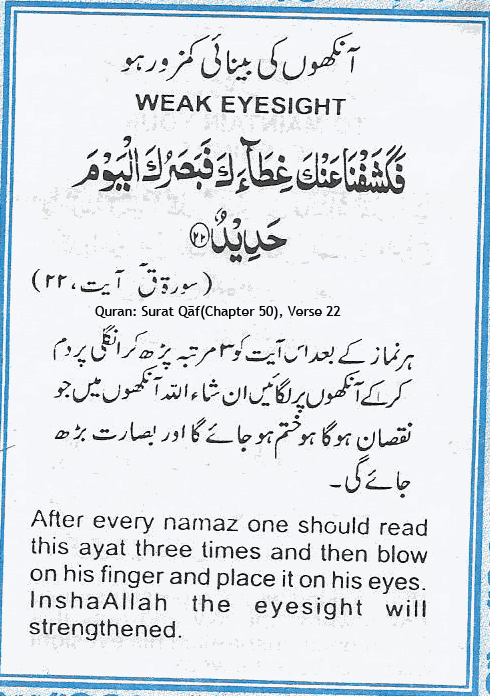 آنکھوں کی بینائی کمزور ہو
WEAK EYESIGHT
فَكَشَفْنَا عَنْكَ غِطَآءَكَ فَبَصَرُكَ الْيَوْمَ
حَدِيْدٌ ﴿٢٢﴾
(سورۃ قٓ آیت، ۲۲)
Quran: Surat Qāf(Chapter 50), Verse 22
ہر نماز کے بعد اس آیت کو ۳ مرتبہ پڑھ کر انگلی پر دم
کر کے آنکھوں پر لگائیں ان شاء اللہ آنکھوں میں جو
نقصان ہوگا ہو ختم ہو جائے گا اور بصارت بڑھ
جائے گی۔
After every namaz one should read
this ayat three times and then blow
on his finger and place it on his eyes.
InshaAllah the eyesight will
strengthened.